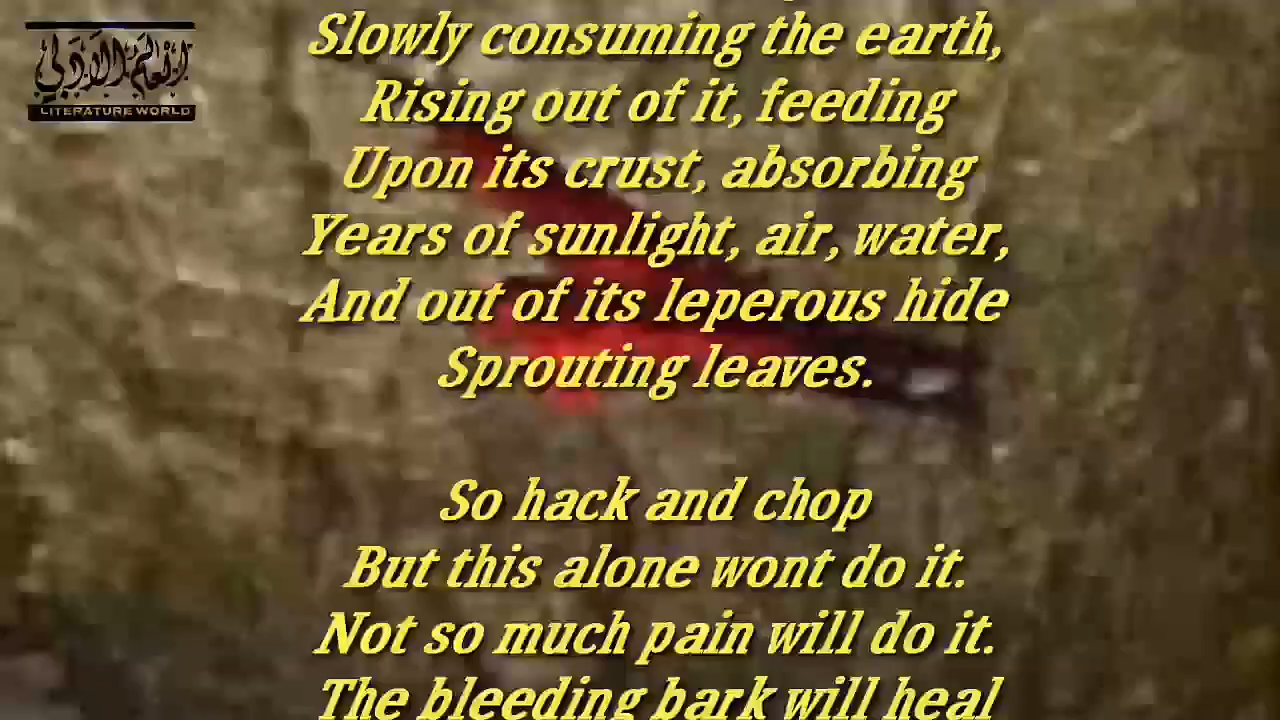 العالم الأدبي
LITERATURE WORLD
Slowly consuming the earth,
Rising out of it, feeding
Upon its crust, absorbing
Years of sunlight, air, water,
And out of its leperous hide
Sprouting leaves.
So hack and chop
But this alone wont do it.
Not so much pain will do it.
The bleeding bark will heal